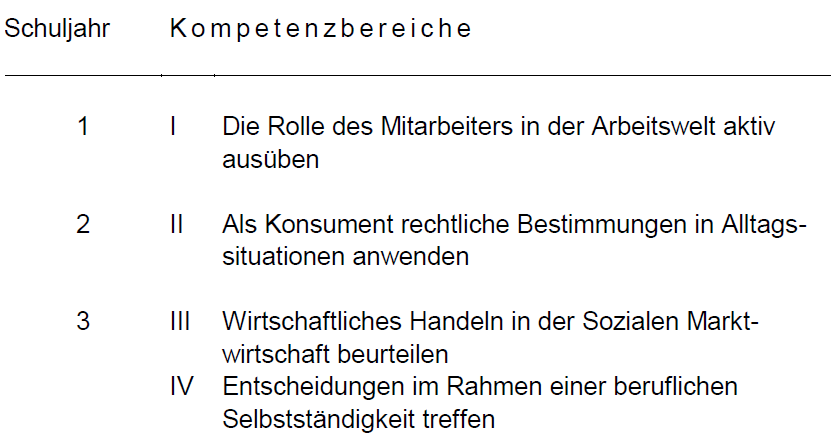 Schuljahr Kompetenzbereiche
1 I Die Rolle des Mitarbeiters in der Arbeitswelt aktiv
ausüben
2 II Als Konsument rechtliche Bestimmungen in Alltags-
situationen anwenden
3 III Wirtschaftliches Handeln in der Sozialen Markt-
wirtschaft beurteilen
IV Entscheidungen im Rahmen einer beruflichen
Selbstständigkeit treffen